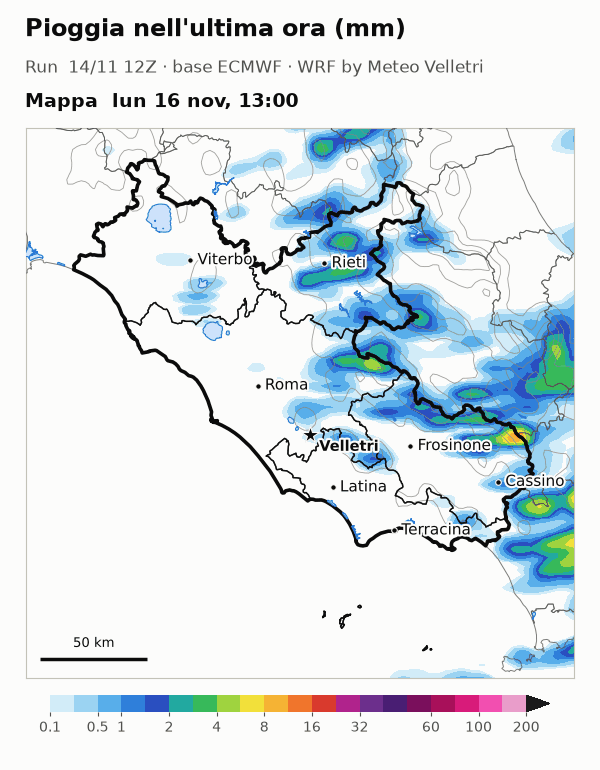 Pioggia nell'ultima ora (mm)
Run  14/11 12Z · base ECMWF · WRF by Meteo Velletri
Mappa  lun 16 nov, 13:00
Viterbo
Rieti
Roma
Velletri
Frosinone
Latina
Cassino
Terracina
50 km
0.1 0.5 1 2 4 8 16 32 60 100 200